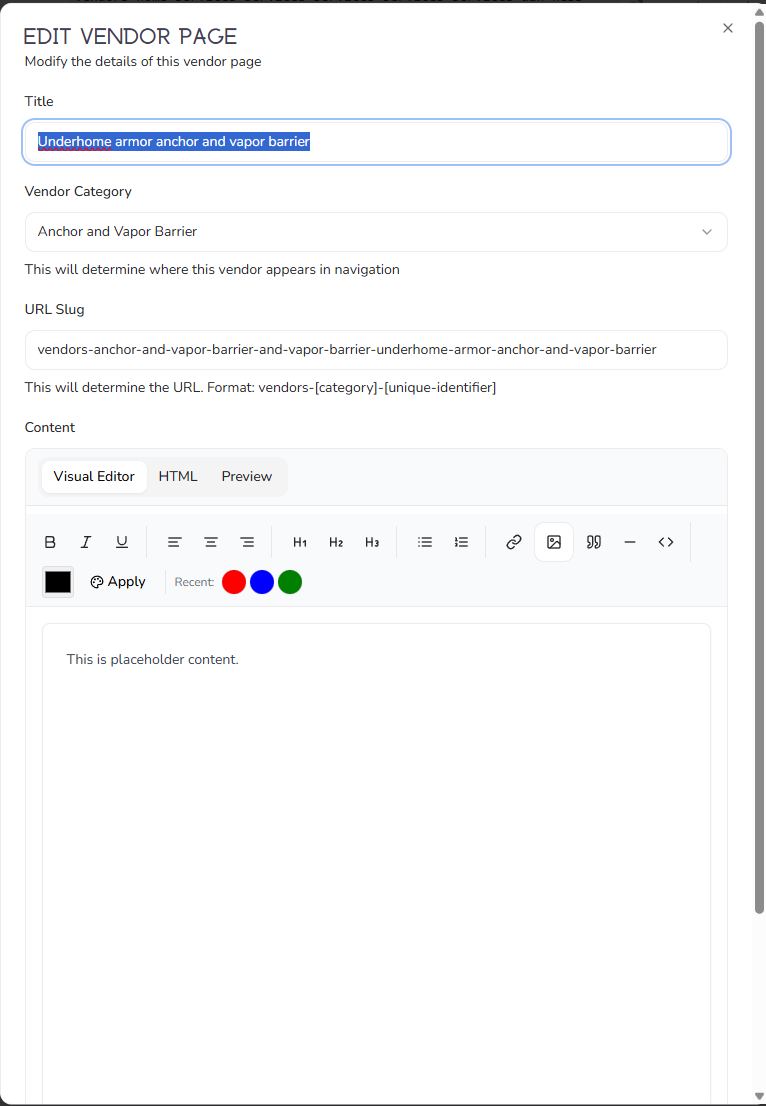 EDIT VENDOR PAGE
Modify the details of this vendor page
Title
Underhome armor anchor and vapor barrier
Vendor Category
Anchor and Vapor Barrier
This will determine where this vendor appears in navigation
URL Slug
vendors-anchor-and-vapor-barrier-and-vapor-barrier-underhome-armor-anchor-and-vapor-barrier
This will determine the URL. Format: vendors-[category]-[unique-identifier]
Content
Visual Editor HTML Preview
B I U H1 H2 H3
Apply Recent:
This is placeholder content.